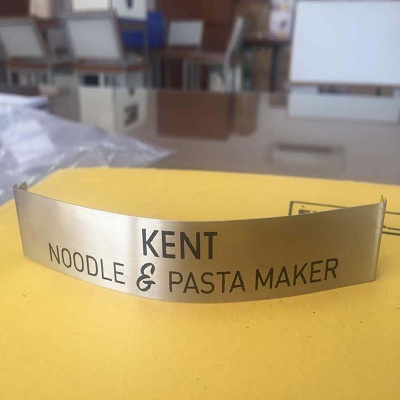 KENT
NOODLE & PASTA MAKER